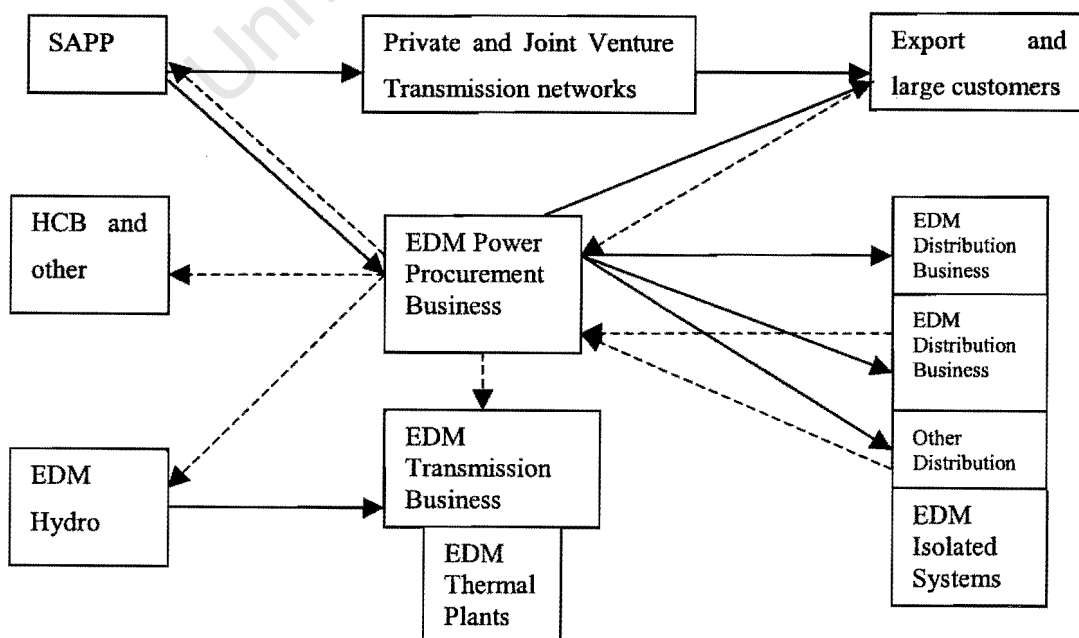 SAPP
Private and Joint Venture
Transmission networks
Export and
large customers
HCB and
other
EDM Power
Procurement
Business
EDM
Distribution
Business
EDM
Distribution
Business
Other
Distribution
EDM
Isolated
Systems
EDM
Hydro
EDM
Transmission
Business
EDM
Thermal
Plants